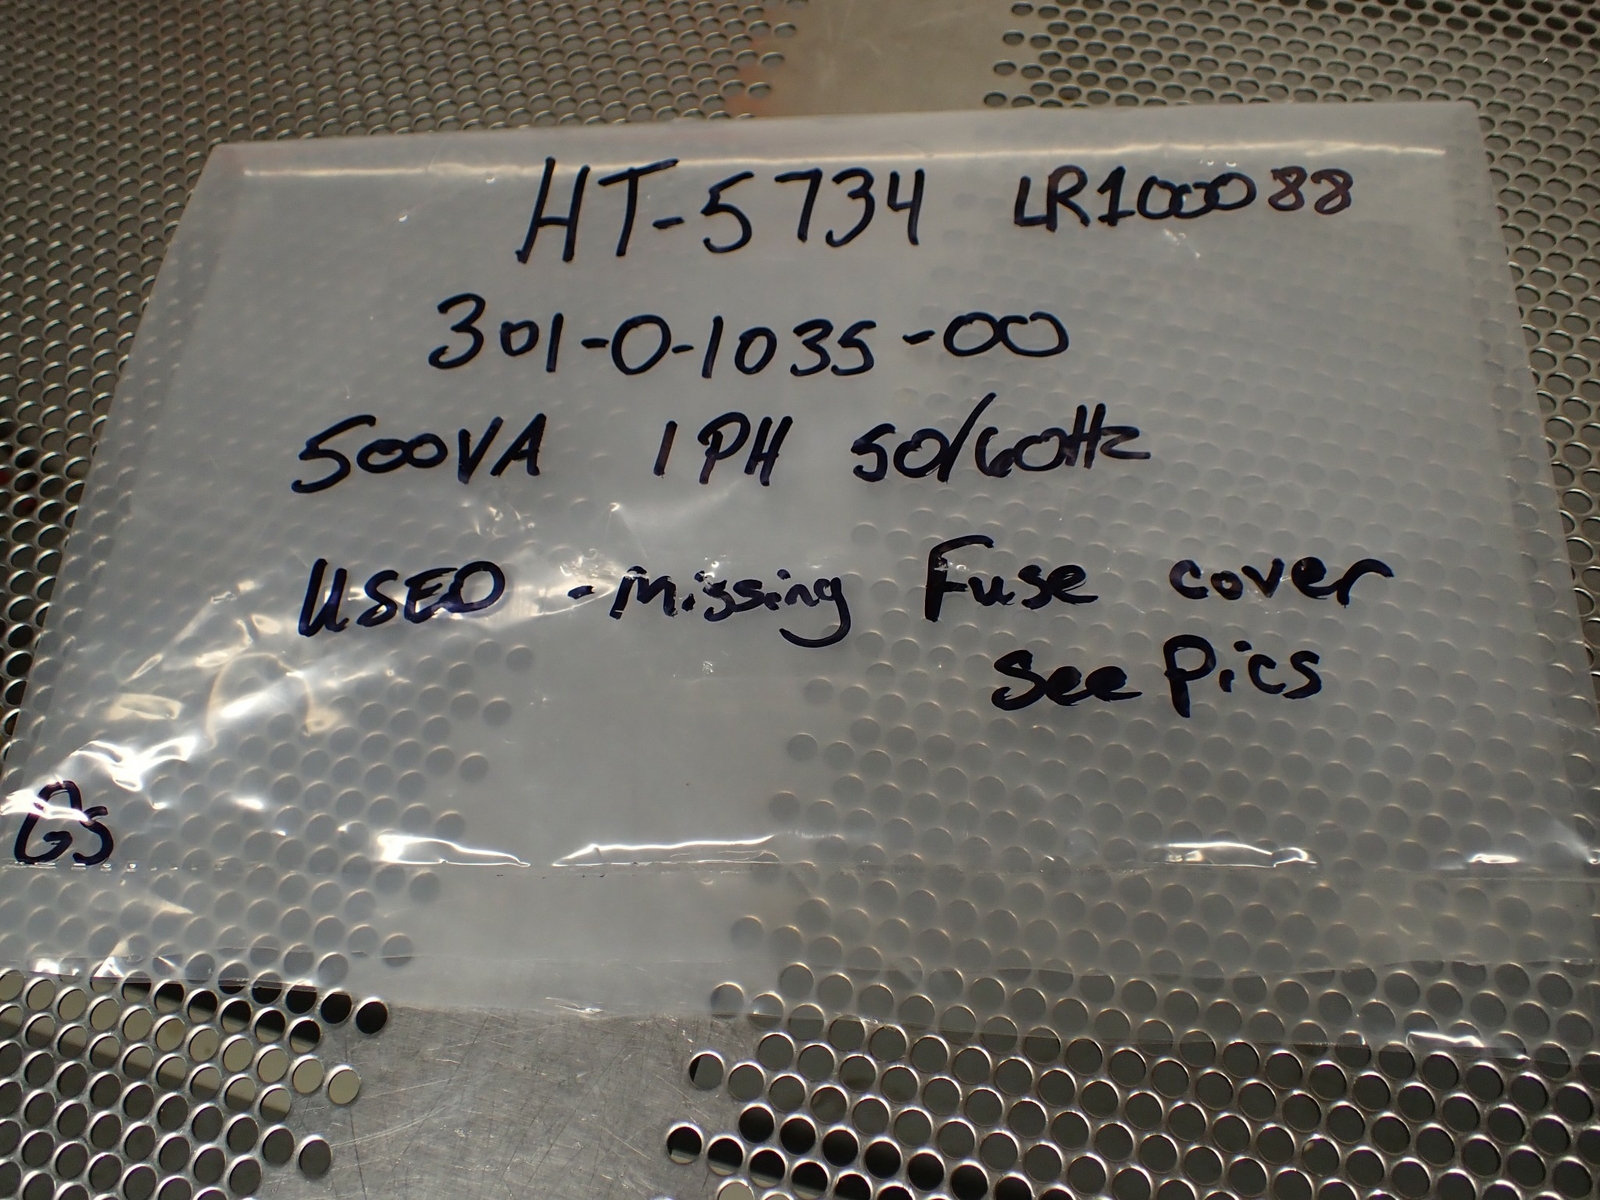 HT-5734 LR100088
301-0-1035-00
500VA 1PH 50/60Hz
USED - missing Fuse cover
See Pics
GS